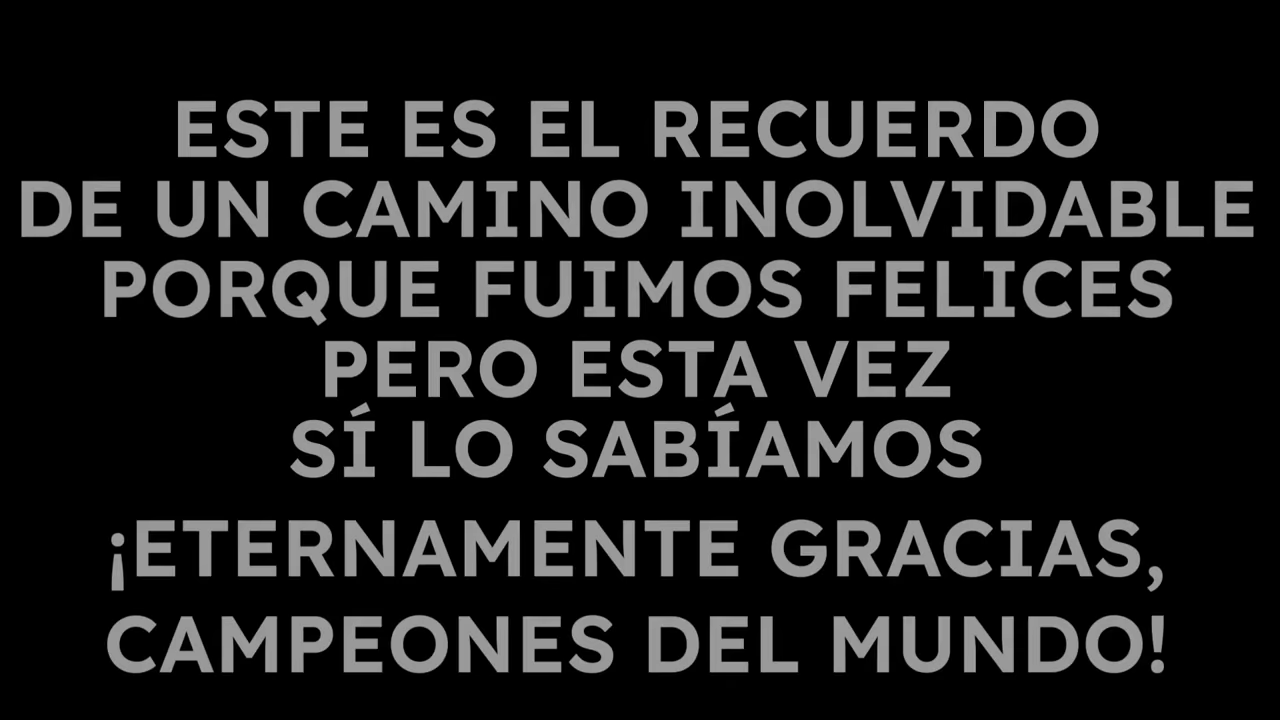 ESTE ES EL RECUERDO
DE UN CAMINO INOLVIDABLE
PORQUE FUIMOS FELICES
PERO ESTA VEZ
SÍ LO SABÍAMOS
¡ETERNAMENTE GRACIAS,
CAMPEONES DEL MUNDO!